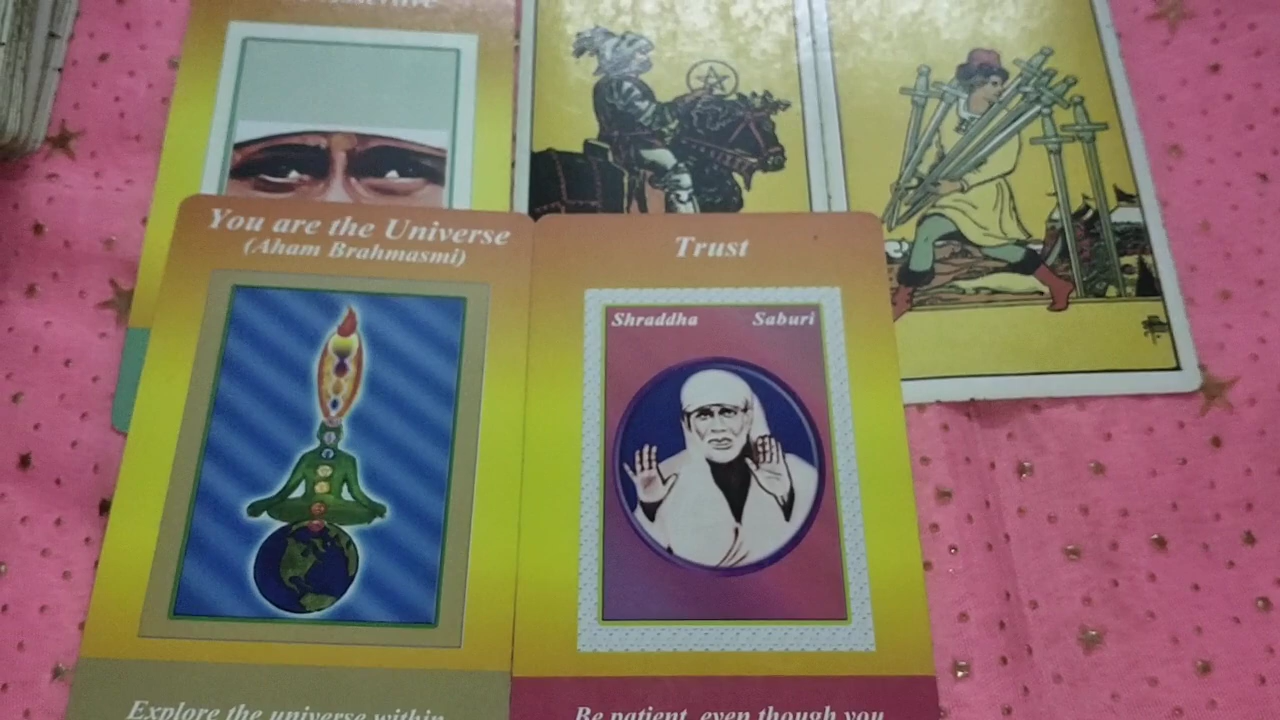 You are the Universe
(Aham Brahmasmi)
Trust
Shraddha Saburi
Explore the universe within
Be patient, even though you